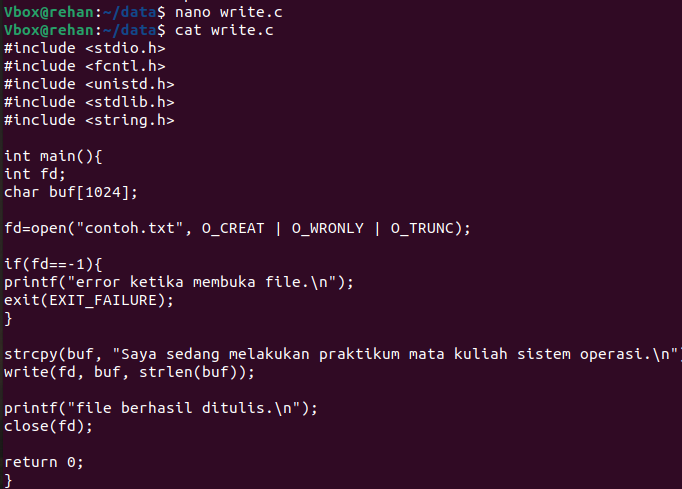 Vbox@rehan:~/data$ nano write.c
Vbox@rehan:~/data$ cat write.c
#include <stdio.h>
#include <fcntl.h>
#include <unistd.h>
#include <stdlib.h>
#include <string.h>
int main(){
int fd;
char buf[1024];
fd=open("contoh.txt", O_CREAT | O_WRONLY | O_TRUNC);
if(fd==-1){
printf("error ketika membuka file.\n");
exit(EXIT_FAILURE);
}
strcpy(buf, "Saya sedang melakukan praktikum mata kuliah sistem operasi.\n")
write(fd, buf, strlen(buf));
printf("file berhasil ditulis.\n");
close(fd);
return 0;
}